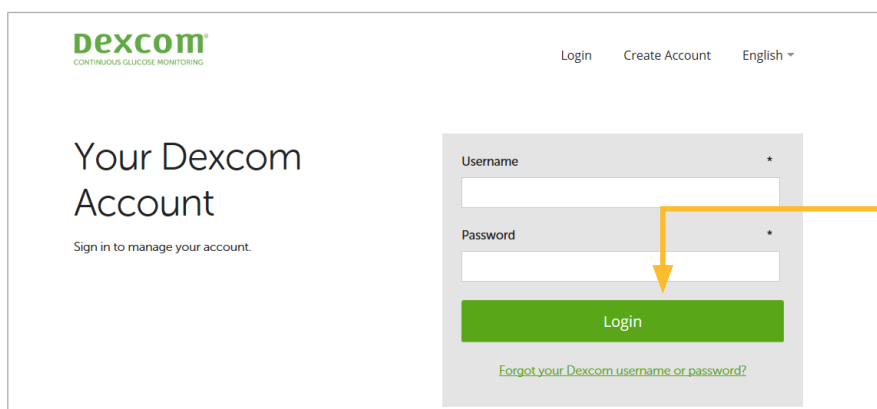 Dexcom
CONTINUOUS GLUCOSE MONITORING
Login Create Account English
Your Dexcom
Account
Sign in to manage your account.
Username *
Password *
Login
Forgot your Dexcom username or password?